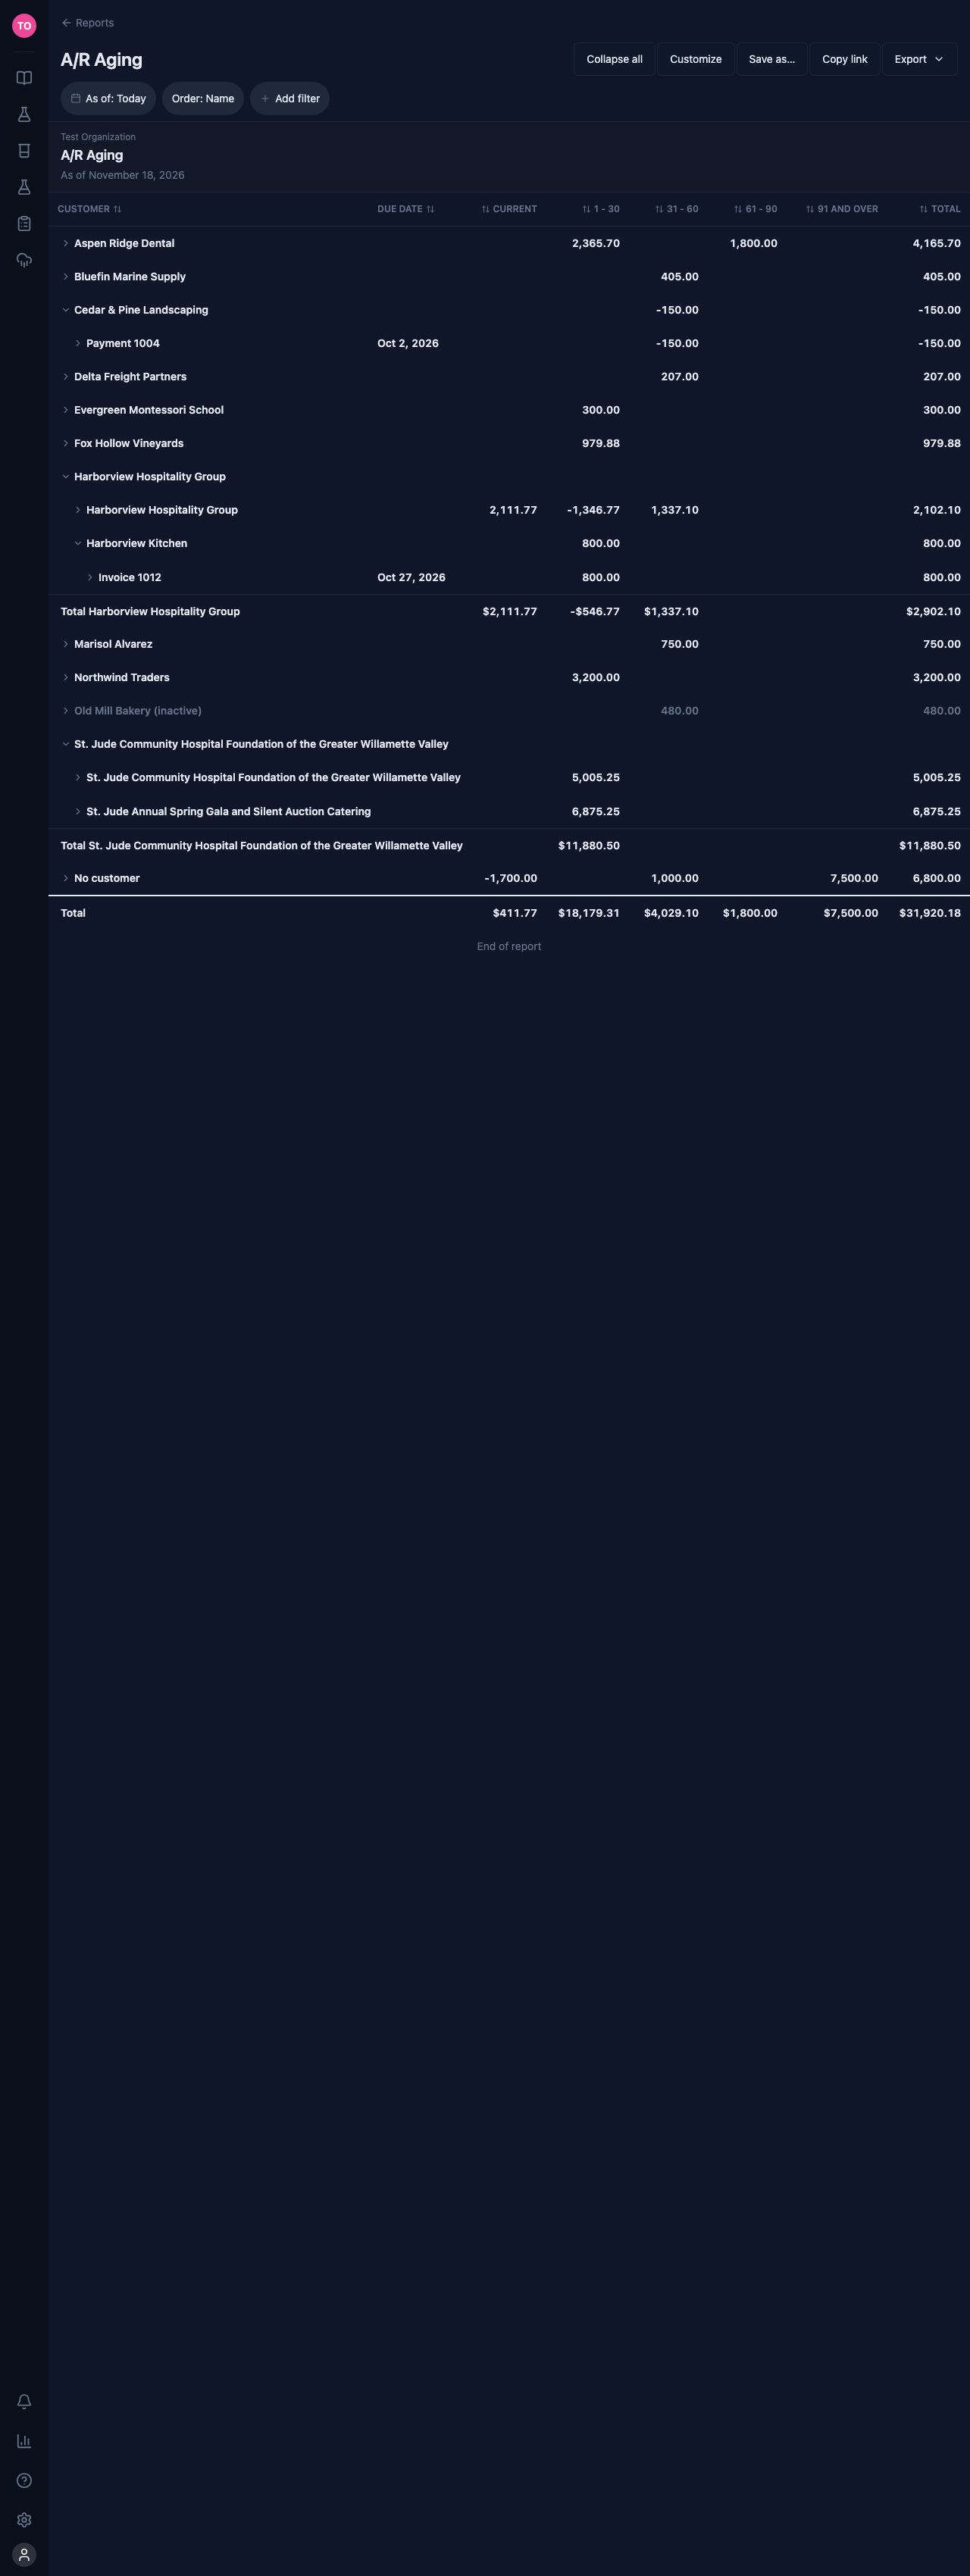 TO
Reports
A/R Aging
Collapse all Customize Save as... Copy link Export
As of: Today Order: Name Add filter
Test Organization
A/R Aging
As of November 18, 2026
CUSTOMER DUE DATE CURRENT 1 - 30 31 - 60 61 - 90 91 AND OVER TOTAL
Aspen Ridge Dental 2,365.70 1,800.00 4,165.70
Bluefin Marine Supply 405.00 405.00
Cedar & Pine Landscaping -150.00 -150.00
Payment 1004 Oct 2, 2026 -150.00 -150.00
Delta Freight Partners 207.00 207.00
Evergreen Montessori School 300.00 300.00
Fox Hollow Vineyards 979.88 979.88
Harborview Hospitality Group
Harborview Hospitality Group 2,111.77 -1,346.77 1,337.10 2,102.10
Harborview Kitchen 800.00 800.00
Invoice 1012 Oct 27, 2026 800.00 800.00
Total Harborview Hospitality Group $2,111.77 -$546.77 $1,337.10 $2,902.10
Marisol Alvarez 750.00 750.00
Northwind Traders 3,200.00 3,200.00
Old Mill Bakery (inactive) 480.00 480.00
St. Jude Community Hospital Foundation of the Greater Willamette Valley
St. Jude Community Hospital Foundation of the Greater Willamette Valley 5,005.25 5,005.25
St. Jude Annual Spring Gala and Silent Auction Catering 6,875.25 6,875.25
Total St. Jude Community Hospital Foundation of the Greater Willamette Valley $11,880.50 $11,880.50
No customer -1,700.00 1,000.00 7,500.00 6,800.00
Total $411.77 $18,179.31 $4,029.10 $1,800.00 $7,500.00 $31,920.18
End of report